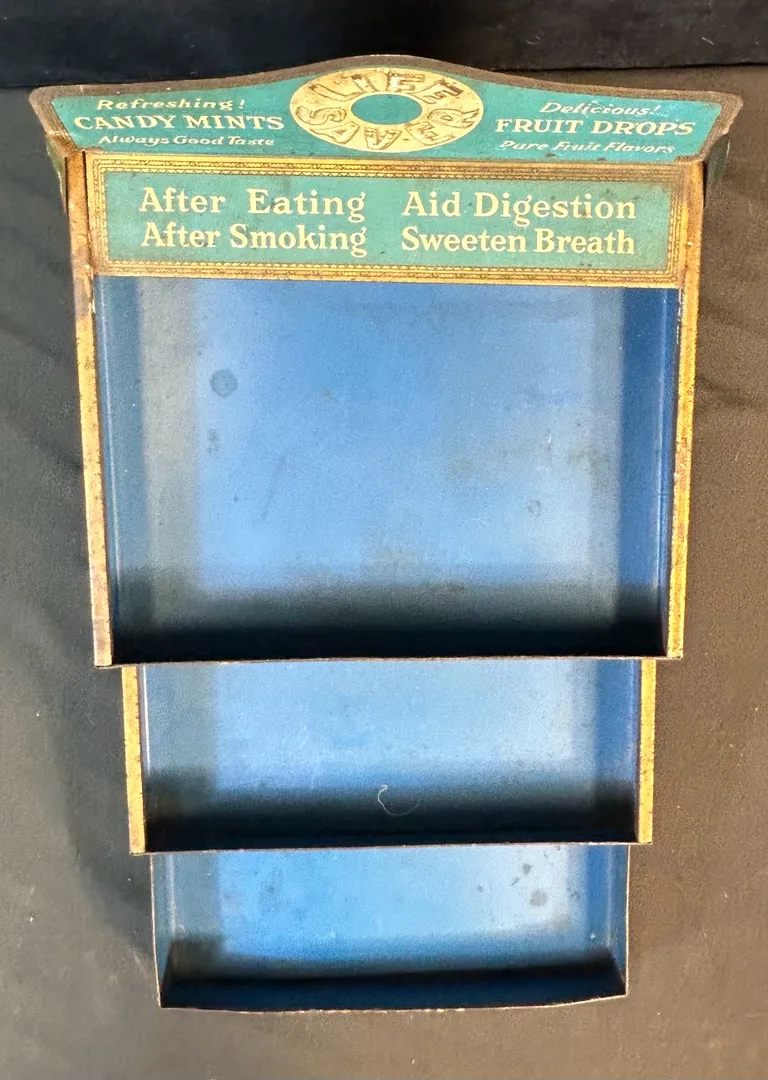 Refreshing!
CANDY MINTS
Always Good Taste
LIFE SAVERS
Delicious!
FRUIT DROPS
Pure Fruit Flavors
After Eating Aid Digestion
After Smoking Sweeten Breath